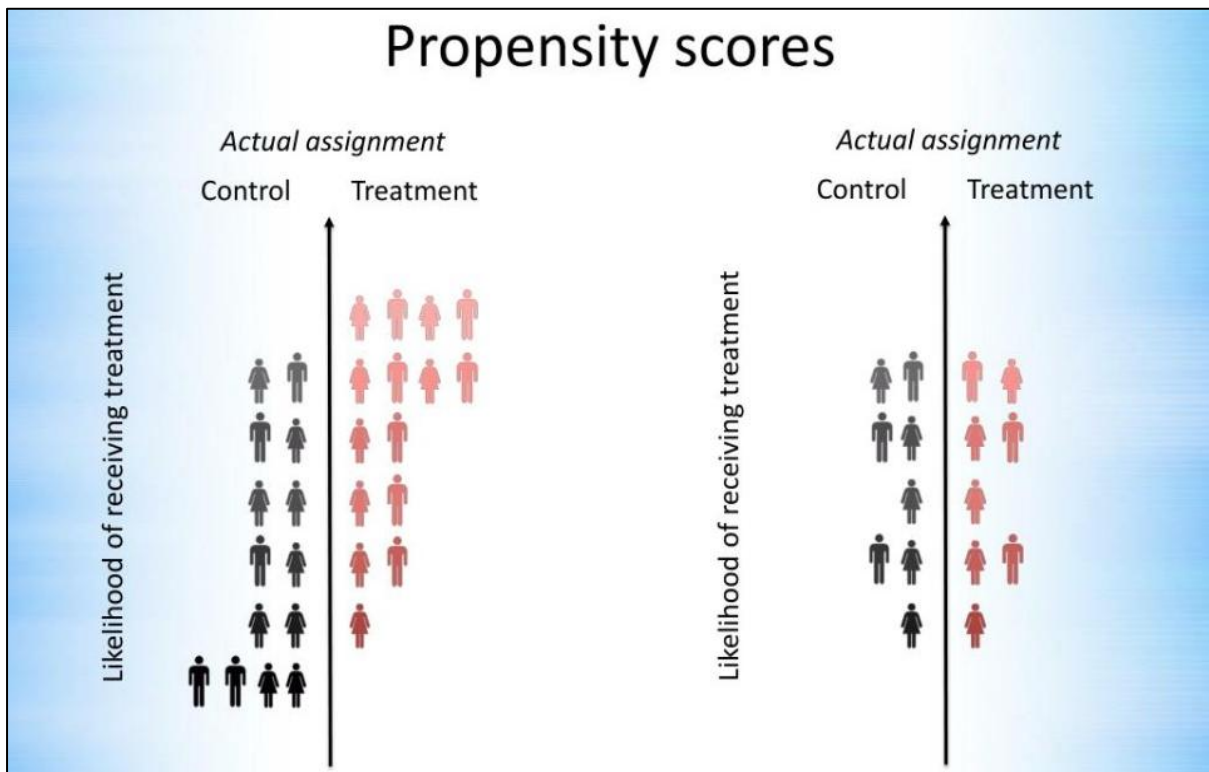 Propensity scores
Actual assignment
Control Treatment
Likelihood of receiving treatment
Actual assignment
Control Treatment
Likelihood of receiving treatment